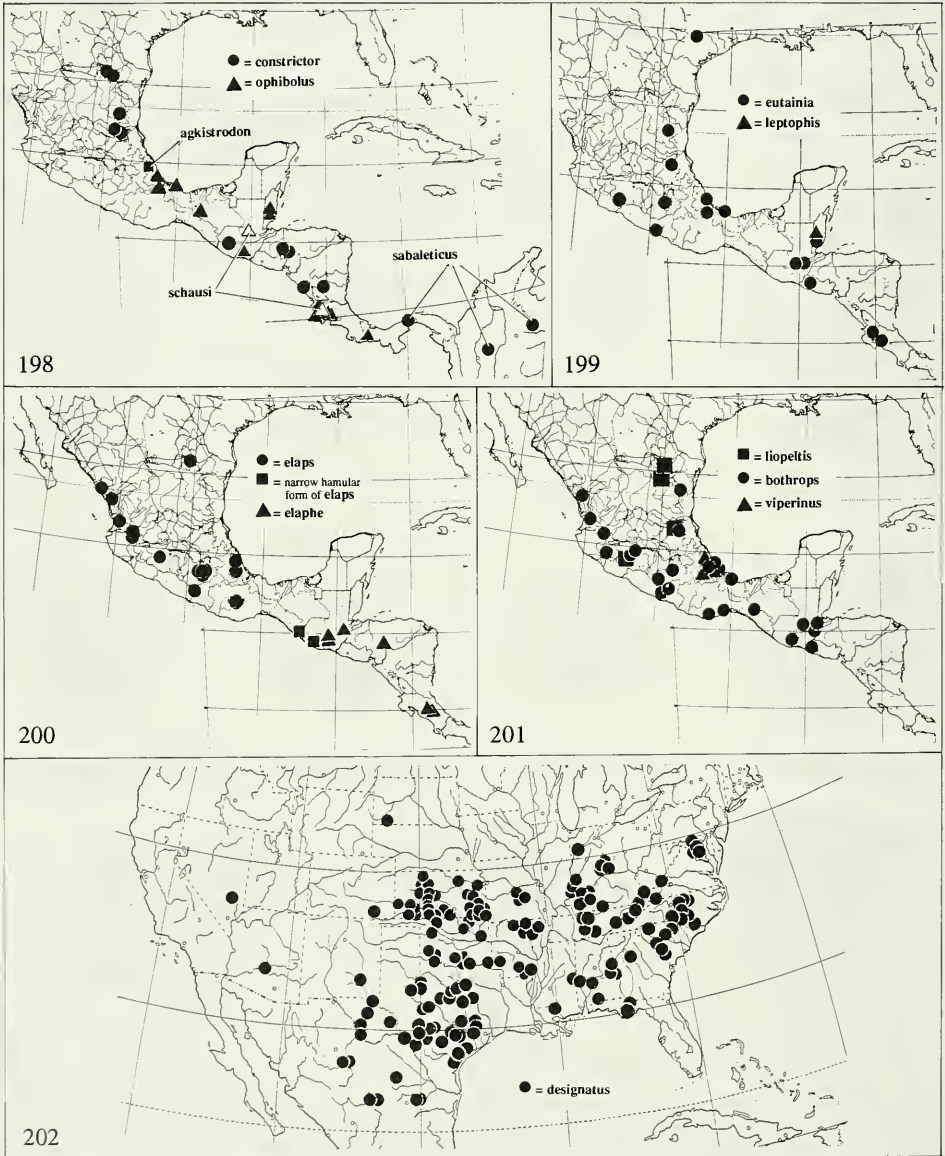 ● = constrictor
▲ = ophibolus
agkistrodon
sabaleticus
schausi
198
● = eutainia
▲ = leptophis
199
● = elaps
■ = narrow hamular
form of elaps
▲ = elaphe
200
■ = liopeltis
● = bothrops
▲ = viperinus
201
● = designatus
202